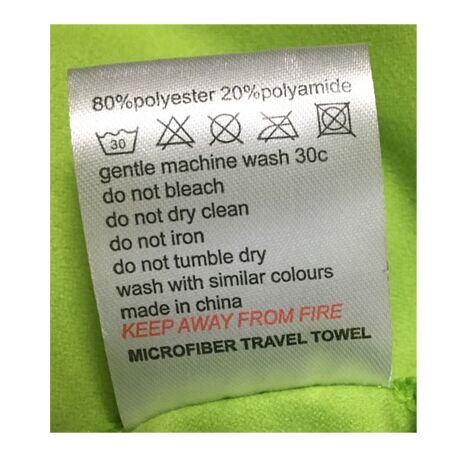 80%polyester 20%polyamide
30
gentle machine wash 30c
do not bleach
do not dry clean
do not iron
do not tumble dry
wash with similar colours
made in china
KEEP AWAY FROM FIRE
MICROFIBER TRAVEL TOWEL